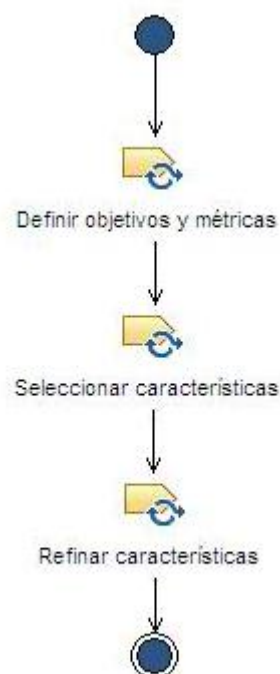 Definir objetivos y métricas
Seleccionar características
Refinar características